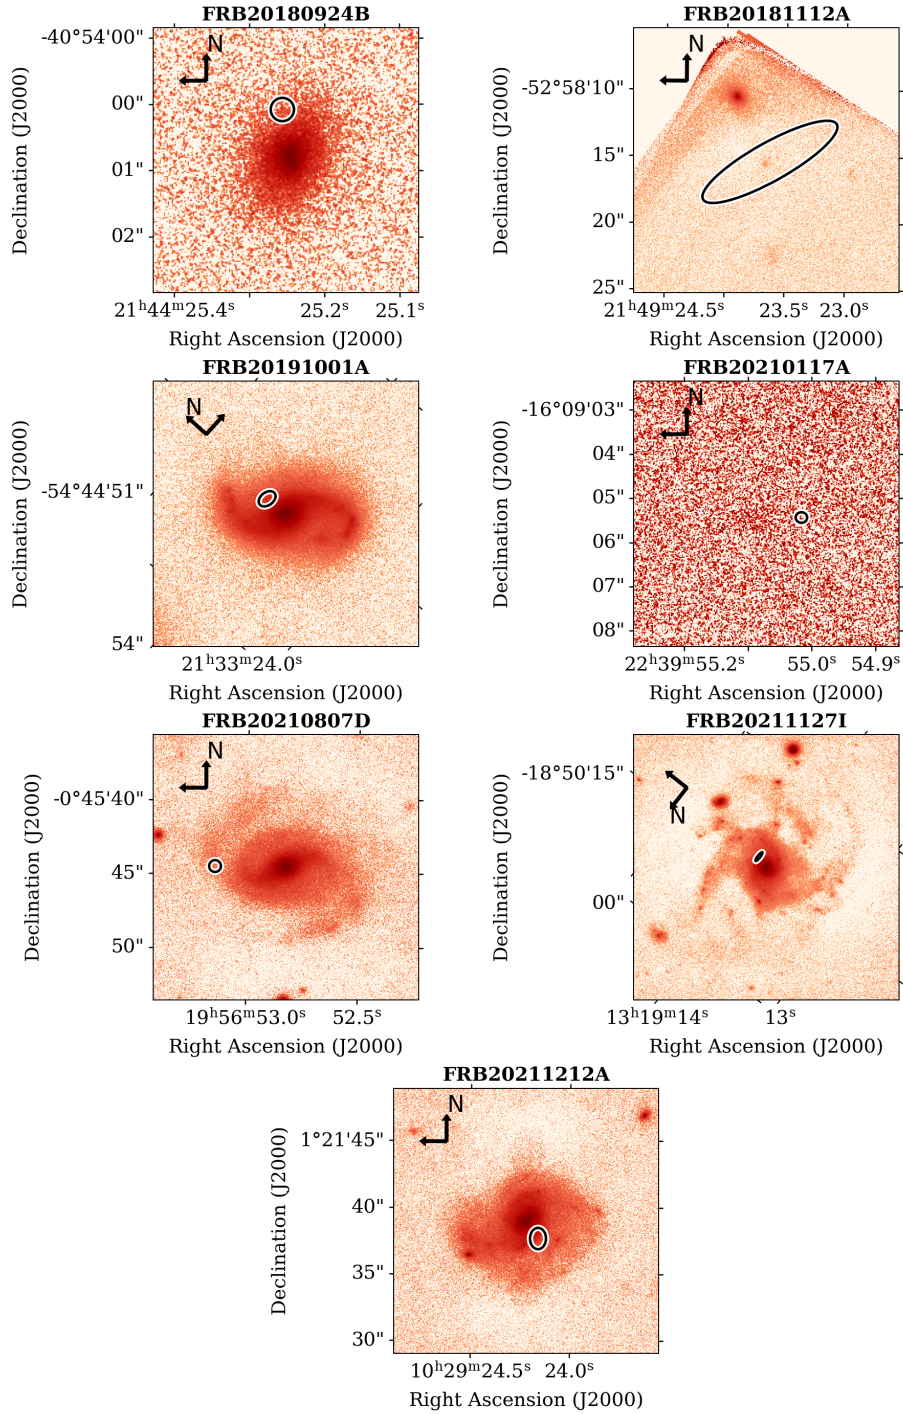 FRB20180924B
N
-40°54'00"
00"
01"
02"
Declination (J2000)
21ʰ44ᵐ25.4ˢ 25.2ˢ 25.1ˢ
Right Ascension (J2000)
FRB20181112A
N
-52°58'10"
15"
20"
25"
Declination (J2000)
21ʰ49ᵐ24.5ˢ 23.5ˢ 23.0ˢ
Right Ascension (J2000)
FRB20191001A
N
-54°44'51"
54"
Declination (J2000)
21ʰ33ᵐ24.0ˢ
Right Ascension (J2000)
FRB20210117A
N
-16°09'03"
04"
05"
06"
07"
08"
Declination (J2000)
22ʰ39ᵐ55.2ˢ 55.0ˢ 54.9ˢ
Right Ascension (J2000)
FRB20210807D
N
-0°45'40"
45"
50"
Declination (J2000)
19ʰ56ᵐ53.0ˢ 52.5ˢ
Right Ascension (J2000)
FRB20211127I
N
-18°50'15"
00"
Declination (J2000)
13ʰ19ᵐ14ˢ 13ˢ
Right Ascension (J2000)
FRB20211212A
N
1°21'45"
40"
35"
30"
Declination (J2000)
10ʰ29ᵐ24.5ˢ 24.0ˢ
Right Ascension (J2000)